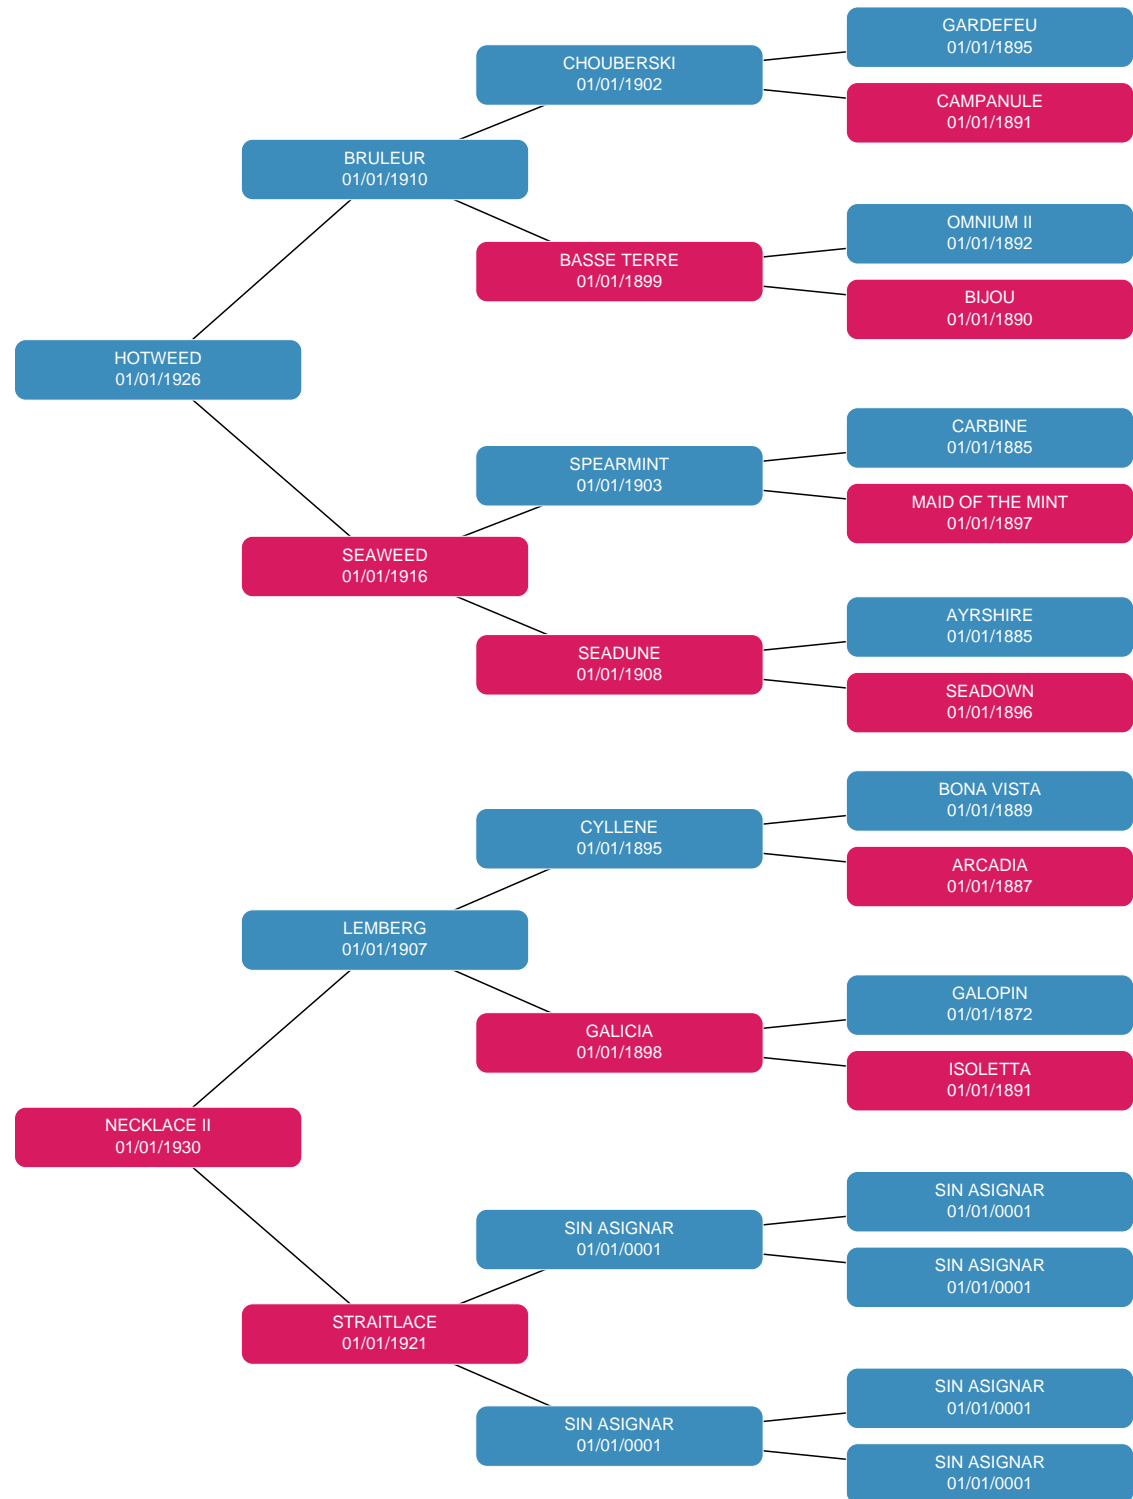 GARDEFEU
01/01/1895
CHOUBERSKI
01/01/1902
CAMPANULE
01/01/1891
BRULEUR
01/01/1910
OMNIUM II
01/01/1892
BASSE TERRE
01/01/1899
BIJOU
01/01/1890
HOTWEED
01/01/1926
CARBINE
01/01/1885
SPEARMINT
01/01/1903
MAID OF THE MINT
01/01/1897
SEAWEED
01/01/1916
AYRSHIRE
01/01/1885
SEADUNE
01/01/1908
SEADOWN
01/01/1896
BONA VISTA
01/01/1889
CYLLENE
01/01/1895
ARCADIA
01/01/1887
LEMBERG
01/01/1907
GALOPIN
01/01/1872
GALICIA
01/01/1898
ISOLETTA
01/01/1891
NECKLACE II
01/01/1930
SIN ASIGNAR
01/01/0001
SIN ASIGNAR
01/01/0001
SIN ASIGNAR
01/01/0001
STRAITLACE
01/01/1921
SIN ASIGNAR
01/01/0001
SIN ASIGNAR
01/01/0001
SIN ASIGNAR
01/01/0001